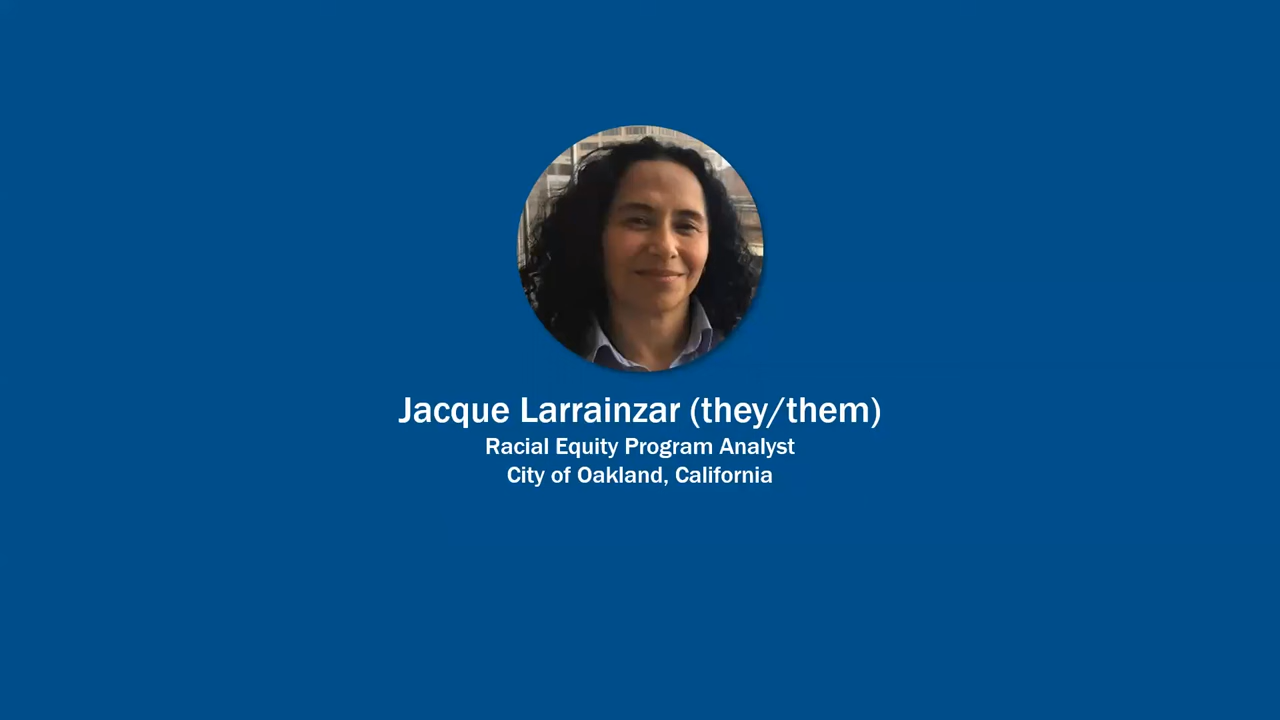 Jacque Larrainzar (they/them)
Racial Equity Program Analyst
City of Oakland, California